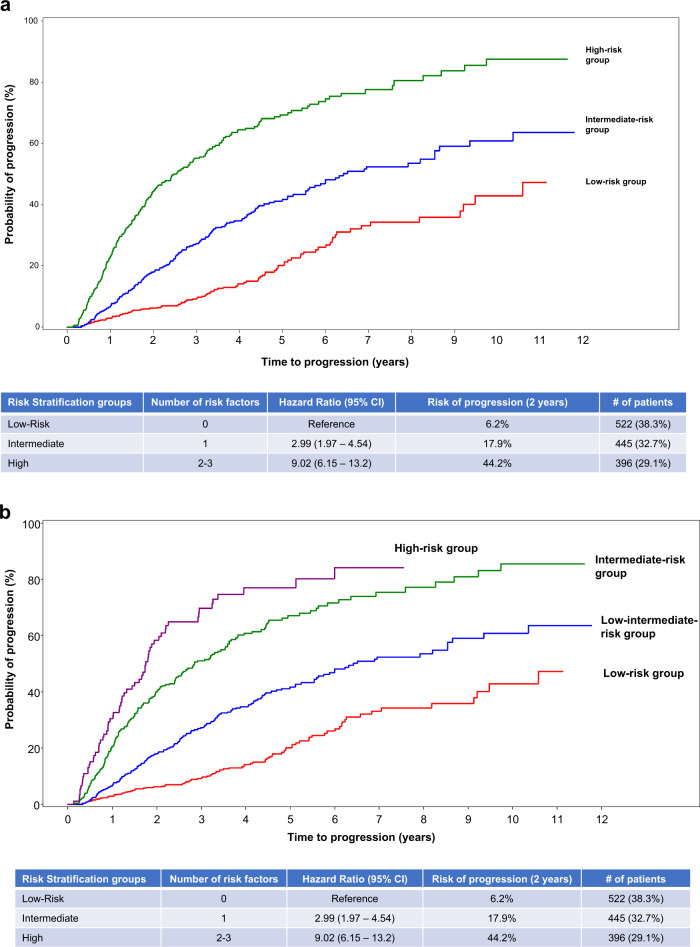 a
100
80
60
40
20
0
Probability of progression (%)
High-risk
group
Intermediate-risk
group
Low-risk group
0 1 2 3 4 5 6 7 8 9 10 11 12
Time to progression (years)
Risk Stratification groups Number of risk factors Hazard Ratio (95% CI) Risk of progression (2 years) # of patients
Low-Risk 0 Reference 6.2% 522 (38.3%)
Intermediate 1 2.99 (1.97 – 4.54) 17.9% 445 (32.7%)
High 2-3 9.02 (6.15 – 13.2) 44.2% 396 (29.1%)
b
100
80
60
40
20
0
Probability of progression (%)
High-risk group
Intermediate-risk
group
Low-intermediate
-risk group
Low-risk group
0 1 2 3 4 5 6 7 8 9 10 11 12
Time to progression (years)
Risk Stratification groups Number of risk factors Hazard Ratio (95% CI) Risk of progression (2 years) # of patients
Low-Risk 0 Reference 6.2% 522 (38.3%)
Intermediate 1 2.99 (1.97 – 4.54) 17.9% 445 (32.7%)
High 2-3 9.02 (6.15 – 13.2) 44.2% 396 (29.1%)